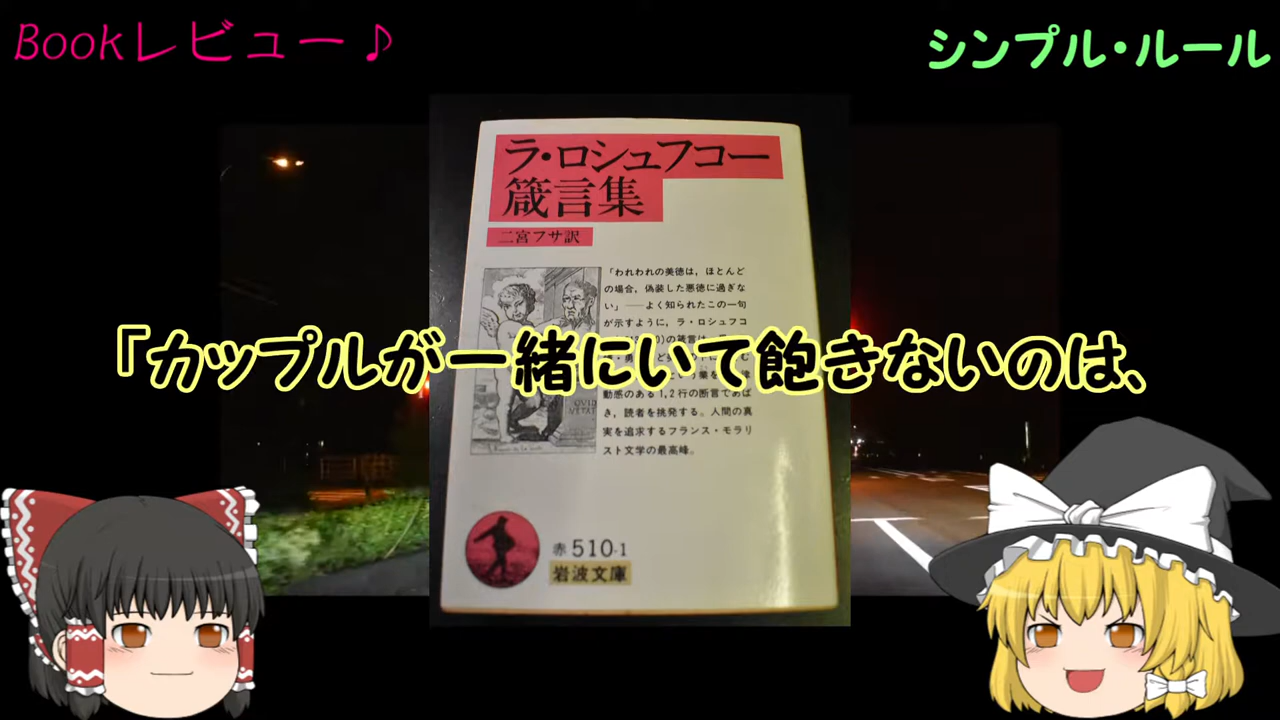 Bookレビュー♪
シンプル・ルール
ラ・ロシュフコー
箴言集
二宮フサ訳
「われわれの美徳は，ほとんど
の場合，偽装した悪徳に過ぎな
い」――よく知られたこの一句
が示すように，ラ・ロシュフコ
「カップルが一緒にいて飽きないのは、
動感のある1，2行の断言であば
き，読者を挑発する。人間の真
実を追求するフランス・モラリ
スト文学の最高峰。
赤 510-1
岩波文庫